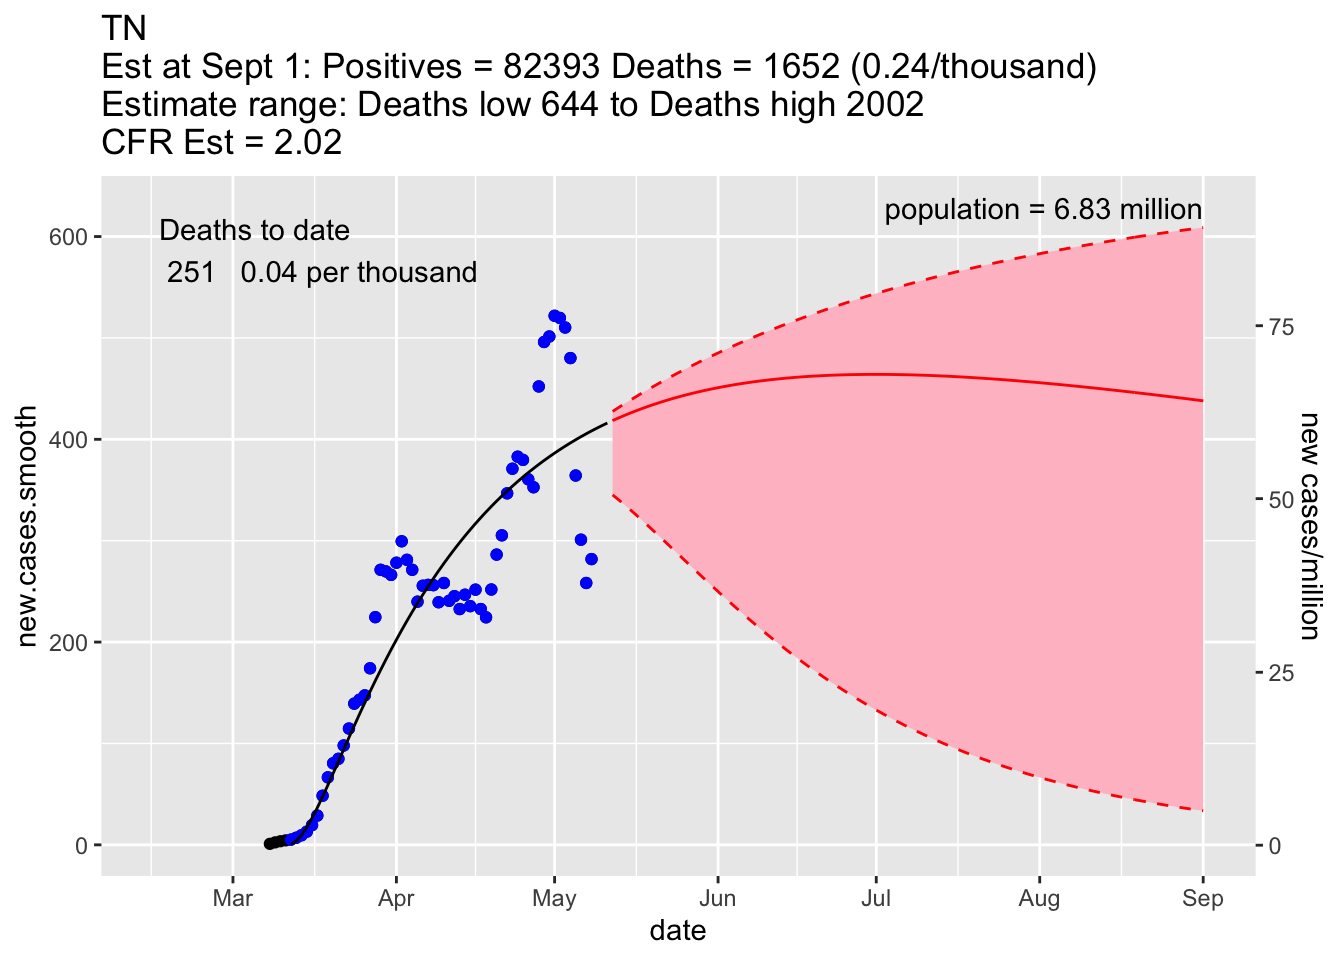 TN
Est at Sept 1: Positives = 82393 Deaths = 1652 (0.24/thousand)
Estimate range: Deaths low 644 to Deaths high 2002
CFR Est = 2.02
population = 6.83 million
Deaths to date
251 0.04 per thousand
600
400
200
0
new.cases.smooth
75
50
25
0
new cases/million
Mar Apr May Jun Jul Aug Sep
date